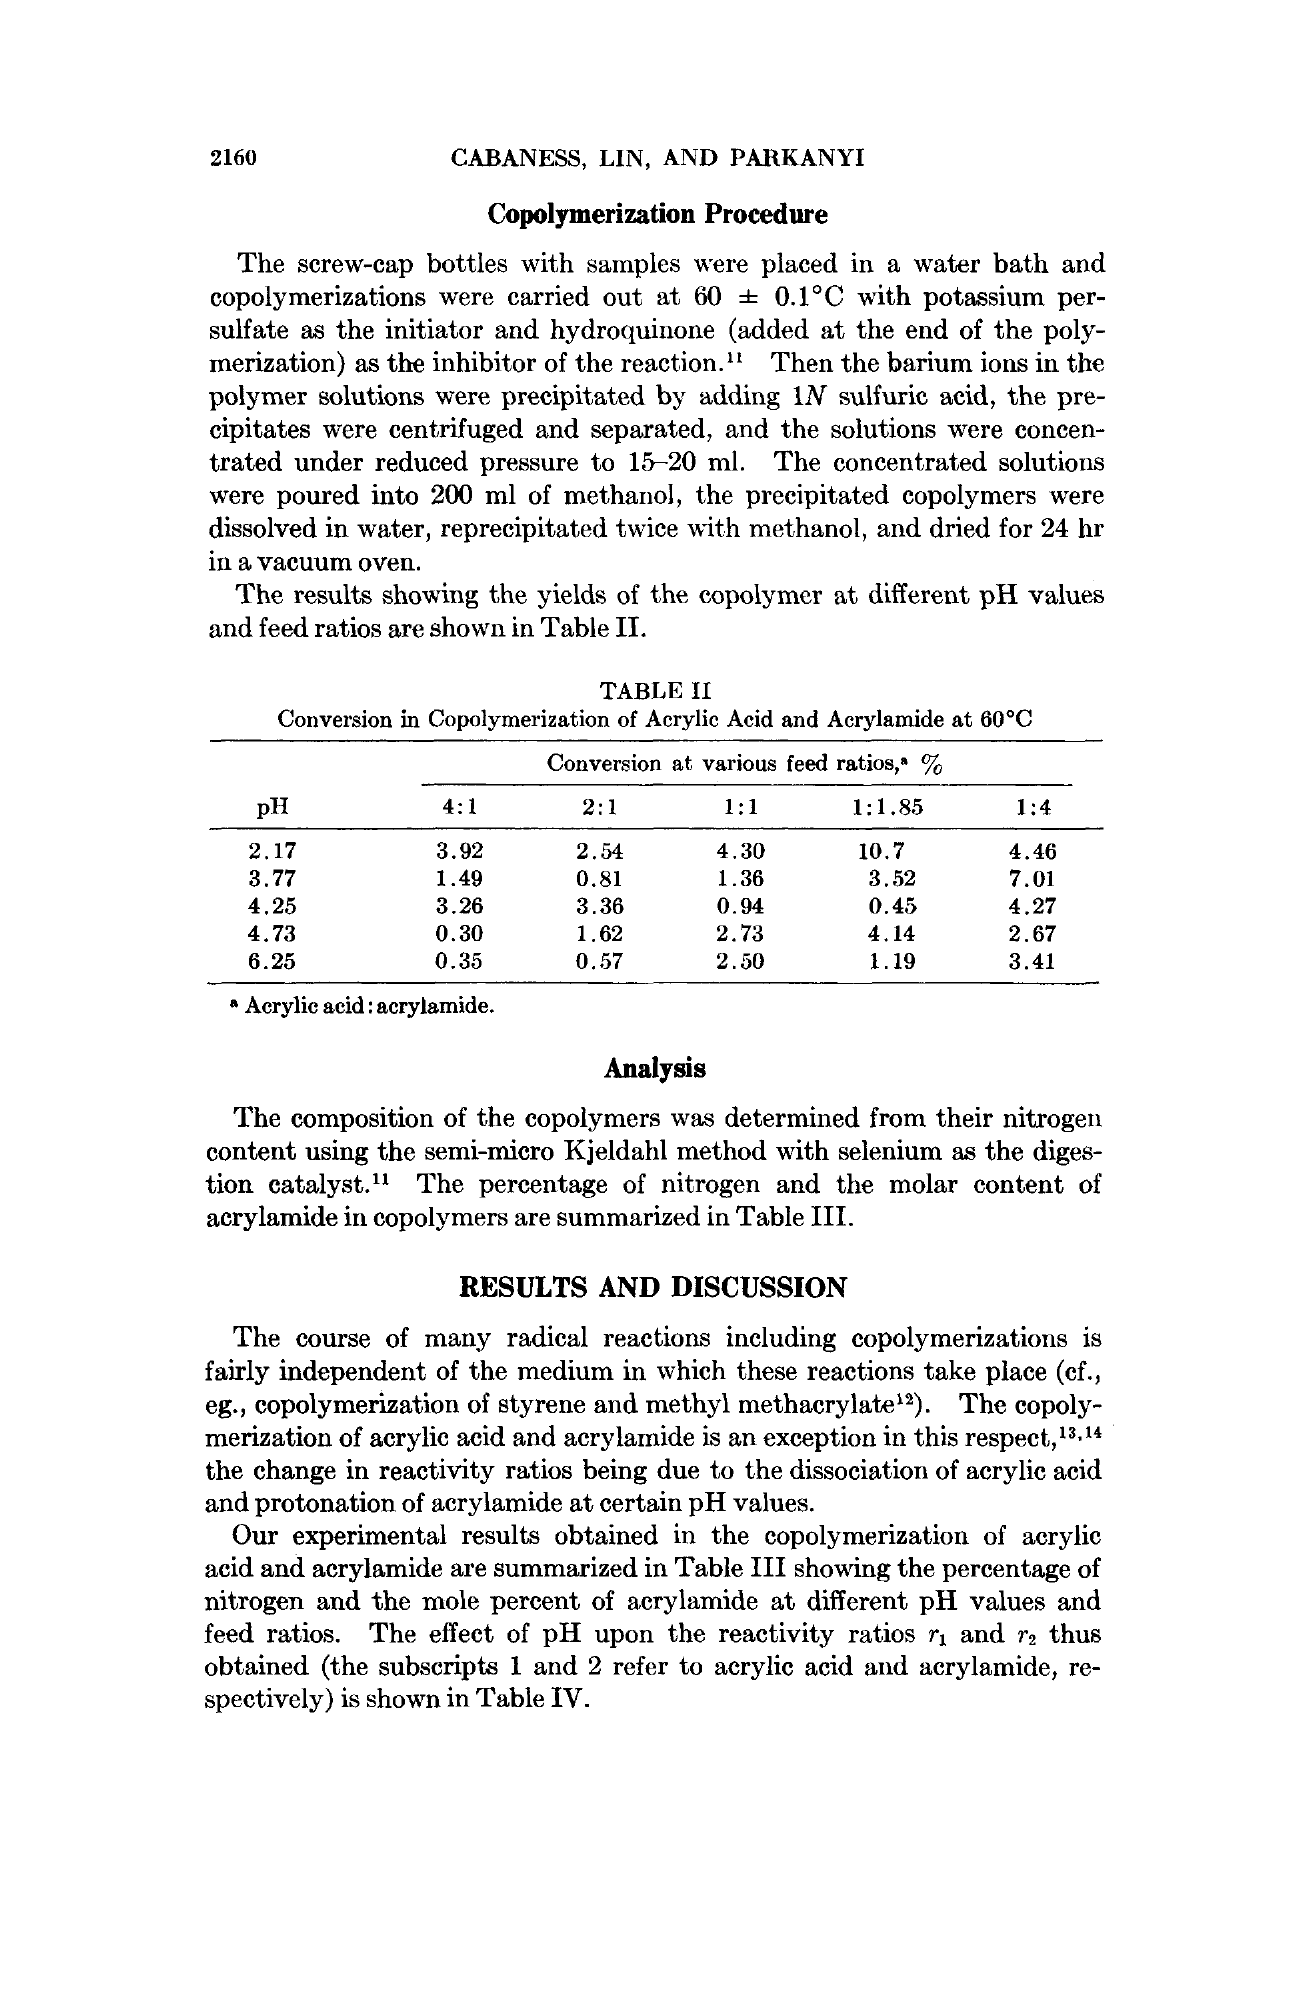 2160 CABANESS, LIN, AND PARKANYI
Copolymerization Procedure
The screw-cap bottles with samples were placed in a water bath and
copolymerizations were carried out at 60 ± 0.1°C with potassium per-
sulfate as the initiator and hydroquinone (added at the end of the poly-
merization) as the inhibitor of the reaction.¹¹ Then the barium ions in the
polymer solutions were precipitated by adding 1N sulfuric acid, the pre-
cipitates were centrifuged and separated, and the solutions were concen-
trated under reduced pressure to 15–20 ml. The concentrated solutions
were poured into 200 ml of methanol, the precipitated copolymers were
dissolved in water, reprecipitated twice with methanol, and dried for 24 hr
in a vacuum oven.
The results showing the yields of the copolymer at different pH values
and feed ratios are shown in Table II.
TABLE II
Conversion in Copolymerization of Acrylic Acid and Acrylamide at 60°C
Conversion at various feed ratios,ᵃ %
pH 4:1 2:1 1:1 1:1.85 1:4
2.17 3.92 2.54 4.30 10.7 4.46
3.77 1.49 0.81 1.36 3.52 7.01
4.25 3.26 3.36 0.94 0.45 4.27
4.73 0.30 1.62 2.73 4.14 2.67
6.25 0.35 0.57 2.50 1.19 3.41
ᵃ Acrylic acid:acrylamide.
Analysis
The composition of the copolymers was determined from their nitrogen
content using the semi-micro Kjeldahl method with selenium as the diges-
tion catalyst.¹¹ The percentage of nitrogen and the molar content of
acrylamide in copolymers are summarized in Table III.
RESULTS AND DISCUSSION
The course of many radical reactions including copolymerizations is
fairly independent of the medium in which these reactions take place (cf.,
eg., copolymerization of styrene and methyl methacrylate¹²). The copoly-
merization of acrylic acid and acrylamide is an exception in this respect,¹³,¹⁴
the change in reactivity ratios being due to the dissociation of acrylic acid
and protonation of acrylamide at certain pH values.
Our experimental results obtained in the copolymerization of acrylic
acid and acrylamide are summarized in Table III showing the percentage of
nitrogen and the mole percent of acrylamide at different pH values and
feed ratios. The effect of pH upon the reactivity ratios r₁ and r₂ thus
obtained (the subscripts 1 and 2 refer to acrylic acid and acrylamide, re-
spectively) is shown in Table IV.